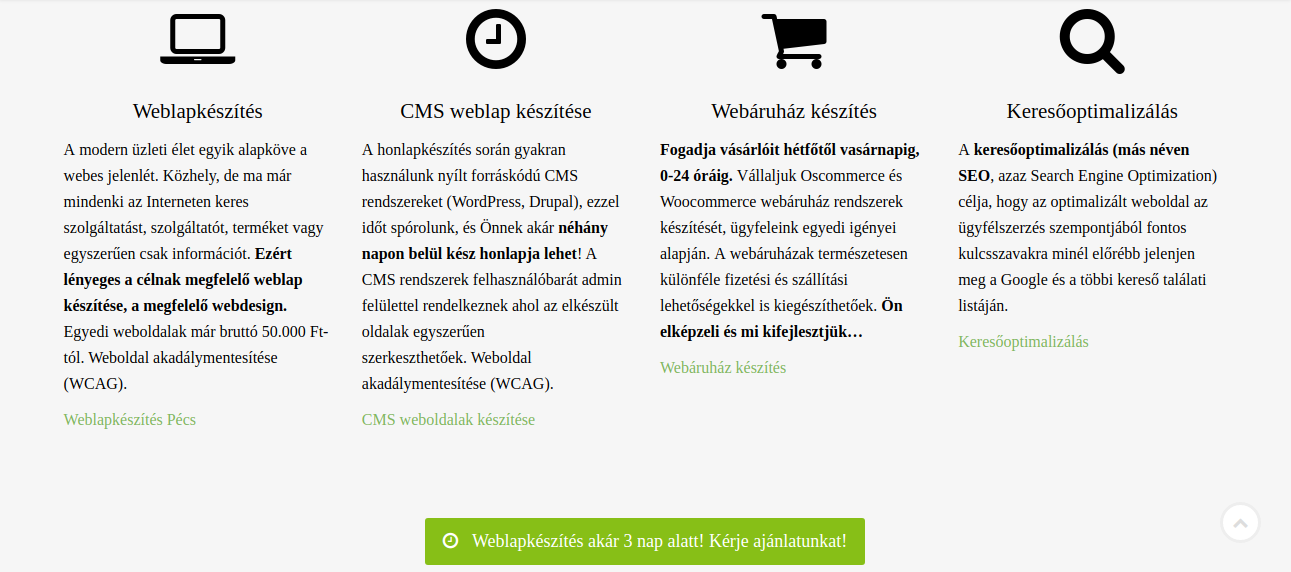 Weblapkészítés
A modern üzleti élet egyik alapköve a
webes jelenlét. Közhely, de ma már
mindenki az Interneten keres
szolgáltatást, szolgáltatót, terméket vagy
egyszerűen csak információt. Ezért
lényeges a célnak megfelelő weblap
készítése, a megfelelő webdesign.
Egyedi weboldalak már bruttó 50.000 Ft-
tól. Weboldal akadálymentesítése
(WCAG).
Weblapkészítés Pécs
CMS weblap készítése
A honlapkészítés során gyakran
használunk nyílt forráskódú CMS
rendszereket (WordPress, Drupal), ezzel
időt spórolunk, és Önnek akár néhány
napon belül kész honlapja lehet! A
CMS rendszerek felhasználóbarát admin
felülettel rendelkeznek ahol az elkészült
oldalak egyszerűen
szerkeszthetőek. Weboldal
akadálymentesítése (WCAG).
CMS weboldalak készítése
Webáruház készítés
Fogadja vásárlóit hétfőtől vasárnapig,
0-24 óráig. Vállaljuk Oscommerce és
Woocommerce webáruház rendszerek
készítését, ügyfeleink egyedi igényei
alapján. A webáruházak természetesen
különféle fizetési és szállítási
lehetőségekkel is kiegészíthetőek. Ön
elképzeli és mi kifejlesztjük…
Webáruház készítés
Keresőoptimalizálás
A keresőoptimalizálás (más néven
SEO, azaz Search Engine Optimization)
célja, hogy az optimalizált weboldal az
ügyfélszerzés szempontjából fontos
kulcsszavakra minél előrébb jelenjen
meg a Google és a többi kereső találati
listáján.
Keresőoptimalizálás
Weblapkészítés akár 3 nap alatt! Kérje ajánlatunkat!